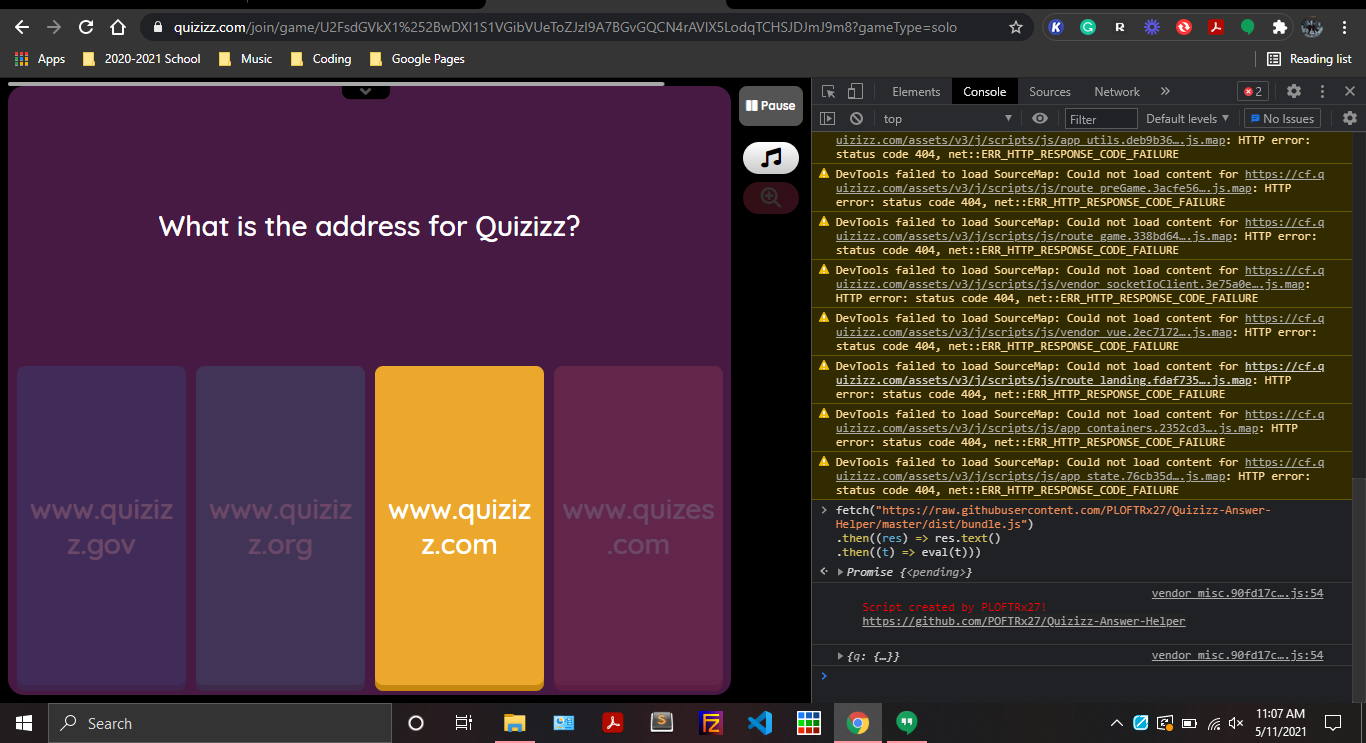 quizizz.com/join/game/U2FsdGVkX1%252BwDXI1S1VGibVUeToZJzI9A7BGvGQCN4rAVIX5LodqTCHSJDJmJ9m8?gameType=solo
Apps 2020-2021 School Music Coding Google Pages Reading list
Pause
What is the address for Quizizz?
www.quiziz
z.gov
www.quiziz
z.org
www.quiziz
z.com
www.quizes
.com
Elements Console Sources Network » 2
top Filter Default levels No Issues
uizizz.com/assets/v3/j/scripts/js/app_utils.deb9b36….js.map: HTTP error:
status code 404, net::ERR_HTTP_RESPONSE_CODE_FAILURE
DevTools failed to load SourceMap: Could not load content for https://cf.q
uizizz.com/assets/v3/j/scripts/js/route_preGame.3acfe56….js.map: HTTP
error: status code 404, net::ERR_HTTP_RESPONSE_CODE_FAILURE
DevTools failed to load SourceMap: Could not load content for https://cf.q
uizizz.com/assets/v3/j/scripts/js/route_game.338bd64….js.map: HTTP error:
status code 404, net::ERR_HTTP_RESPONSE_CODE_FAILURE
DevTools failed to load SourceMap: Could not load content for https://cf.q
uizizz.com/assets/v3/j/scripts/js/vendor_socketIoClient.3e75a0e….js.map:
HTTP error: status code 404, net::ERR_HTTP_RESPONSE_CODE_FAILURE
DevTools failed to load SourceMap: Could not load content for https://cf.q
uizizz.com/assets/v3/j/scripts/js/vendor_vue.2ec7172….js.map: HTTP error:
status code 404, net::ERR_HTTP_RESPONSE_CODE_FAILURE
DevTools failed to load SourceMap: Could not load content for https://cf.q
uizizz.com/assets/v3/j/scripts/js/route_landing.fdaf735….js.map: HTTP
error: status code 404, net::ERR_HTTP_RESPONSE_CODE_FAILURE
DevTools failed to load SourceMap: Could not load content for https://cf.q
uizizz.com/assets/v3/j/scripts/js/app_containers.2352cd3….js.map: HTTP
error: status code 404, net::ERR_HTTP_RESPONSE_CODE_FAILURE
DevTools failed to load SourceMap: Could not load content for https://cf.q
uizizz.com/assets/v3/j/scripts/js/app_state.76cb35d….js.map: HTTP error:
status code 404, net::ERR_HTTP_RESPONSE_CODE_FAILURE
fetch("https://raw.githubusercontent.com/PLOFTRx27/Quizizz-Answer-
Helper/master/dist/bundle.js")
.then((res) => res.text()
.then((t) => eval(t)))
Promise {<pending>}
vendor_misc.90fd17c….js:54
Script created by PLOFTRx27!
https://github.com/POFTRx27/Quizizz-Answer-Helper
{q: {…}} vendor_misc.90fd17c….js:54
Search
11:07 AM
5/11/2021